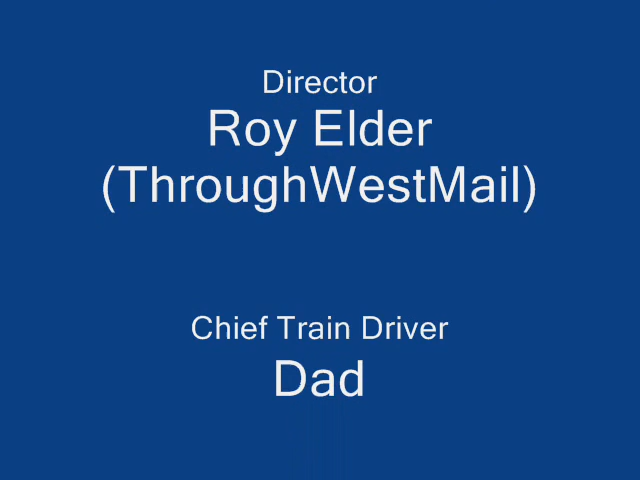 Director
Roy Elder
(ThroughWestMail)
Chief Train Driver
Dad